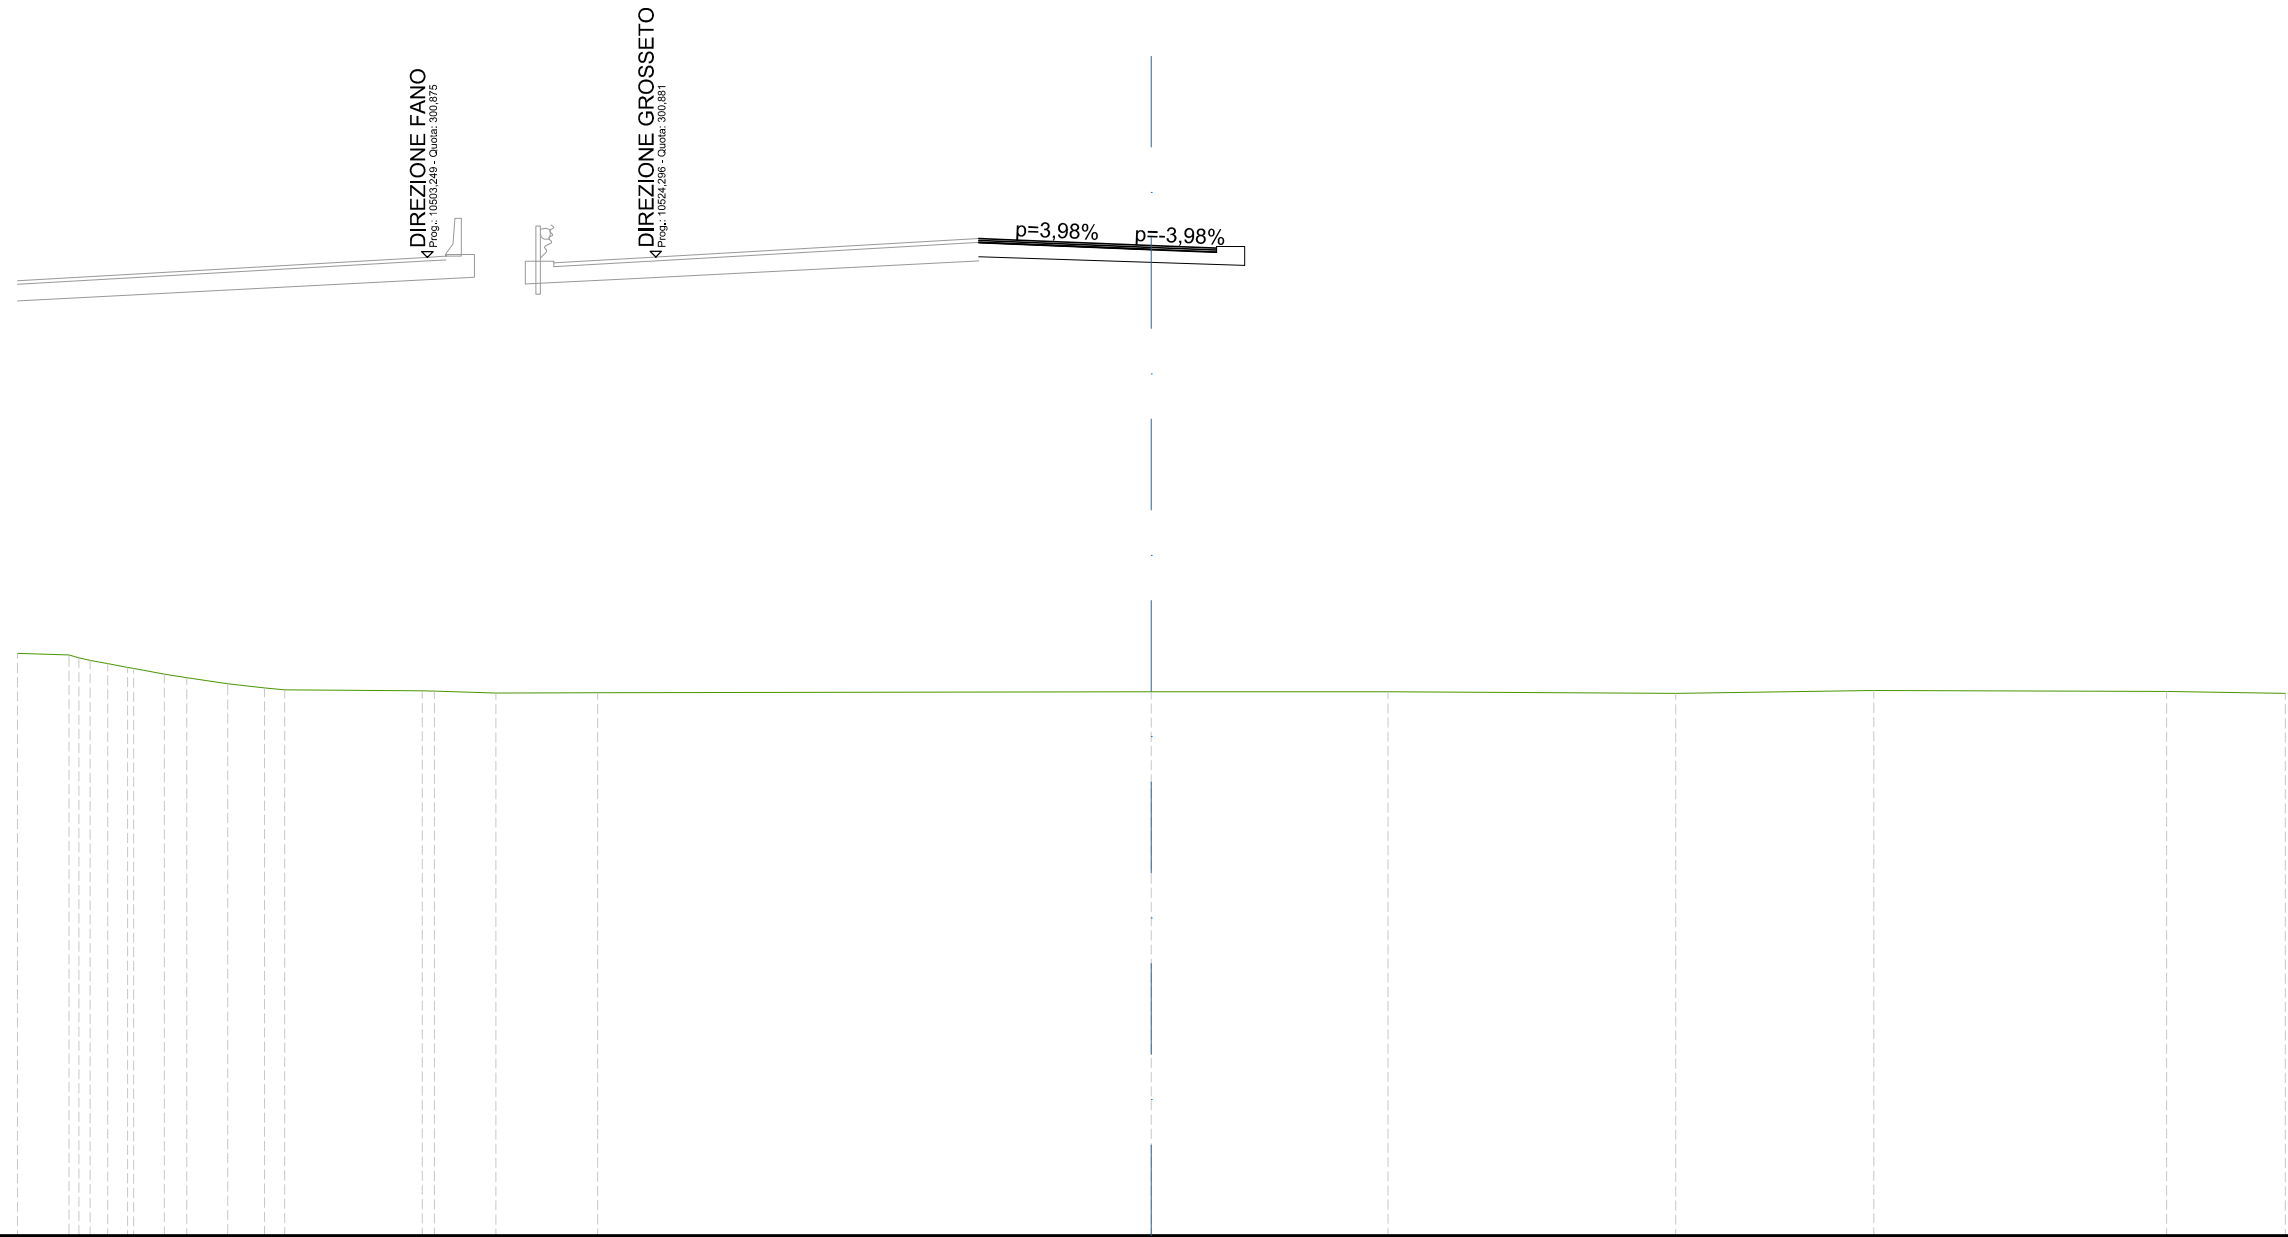 DIREZIONE FANO
Prog.: 10503,249 - Quota: 300,875
DIREZIONE GROSSETO
Prog.: 10524,296 - Quota: 300,881
p=3,98%
p=-3,98%